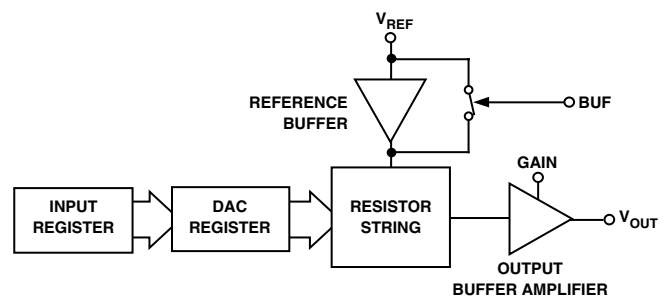 VREF
REFERENCE
BUFFER
BUF
GAIN
INPUT
REGISTER
DAC
REGISTER
RESISTOR
STRING
VOUT
OUTPUT
BUFFER AMPLIFIER